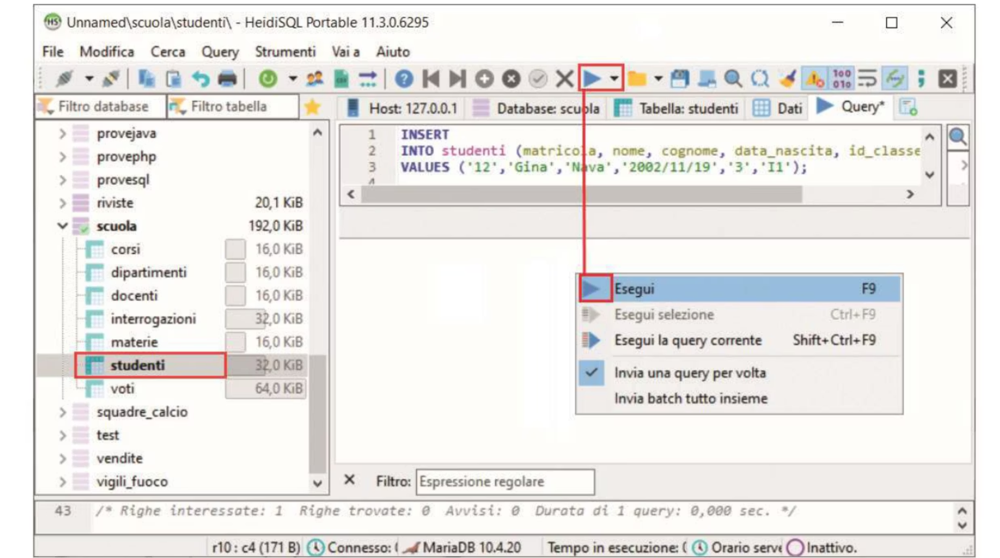 Unnamed\scuola\studenti\ - HeidiSQL Portable 11.3.0.6295
File Modifica Cerca Query Strumenti Vai a Aiuto
Filtro database Filtro tabella
Host: 127.0.0.1 Database: scuola Tabella: studenti Dati Query*
provejava
provephp
provesql
riviste 20,1 KiB
scuola 192,0 KiB
corsi 16,0 KiB
dipartimenti 16,0 KiB
docenti 16,0 KiB
interrogazioni 32,0 KiB
materie 16,0 KiB
studenti 32,0 KiB
voti 64,0 KiB
squadre_calcio
test
vendite
vigili_fuoco
1 INSERT
2 INTO studenti (matricola, nome, cognome, data_nascita, id_classe
3 VALUES ('12','Gina','Nava','2002/11/19','3','I1');
4
Esegui F9
Esegui selezione Ctrl+F9
Esegui la query corrente Shift+Ctrl+F9
Invia una query per volta
Invia batch tutto insieme
Filtro: Espressione regolare
43 /* Righe interessate: 1 Righe trovate: 0 Avvisi: 0 Durata di 1 query: 0,000 sec. */
r10 : c4 (171 B) Connesso: MariaDB 10.4.20 Tempo in esecuzione: Orario serve Inattivo.